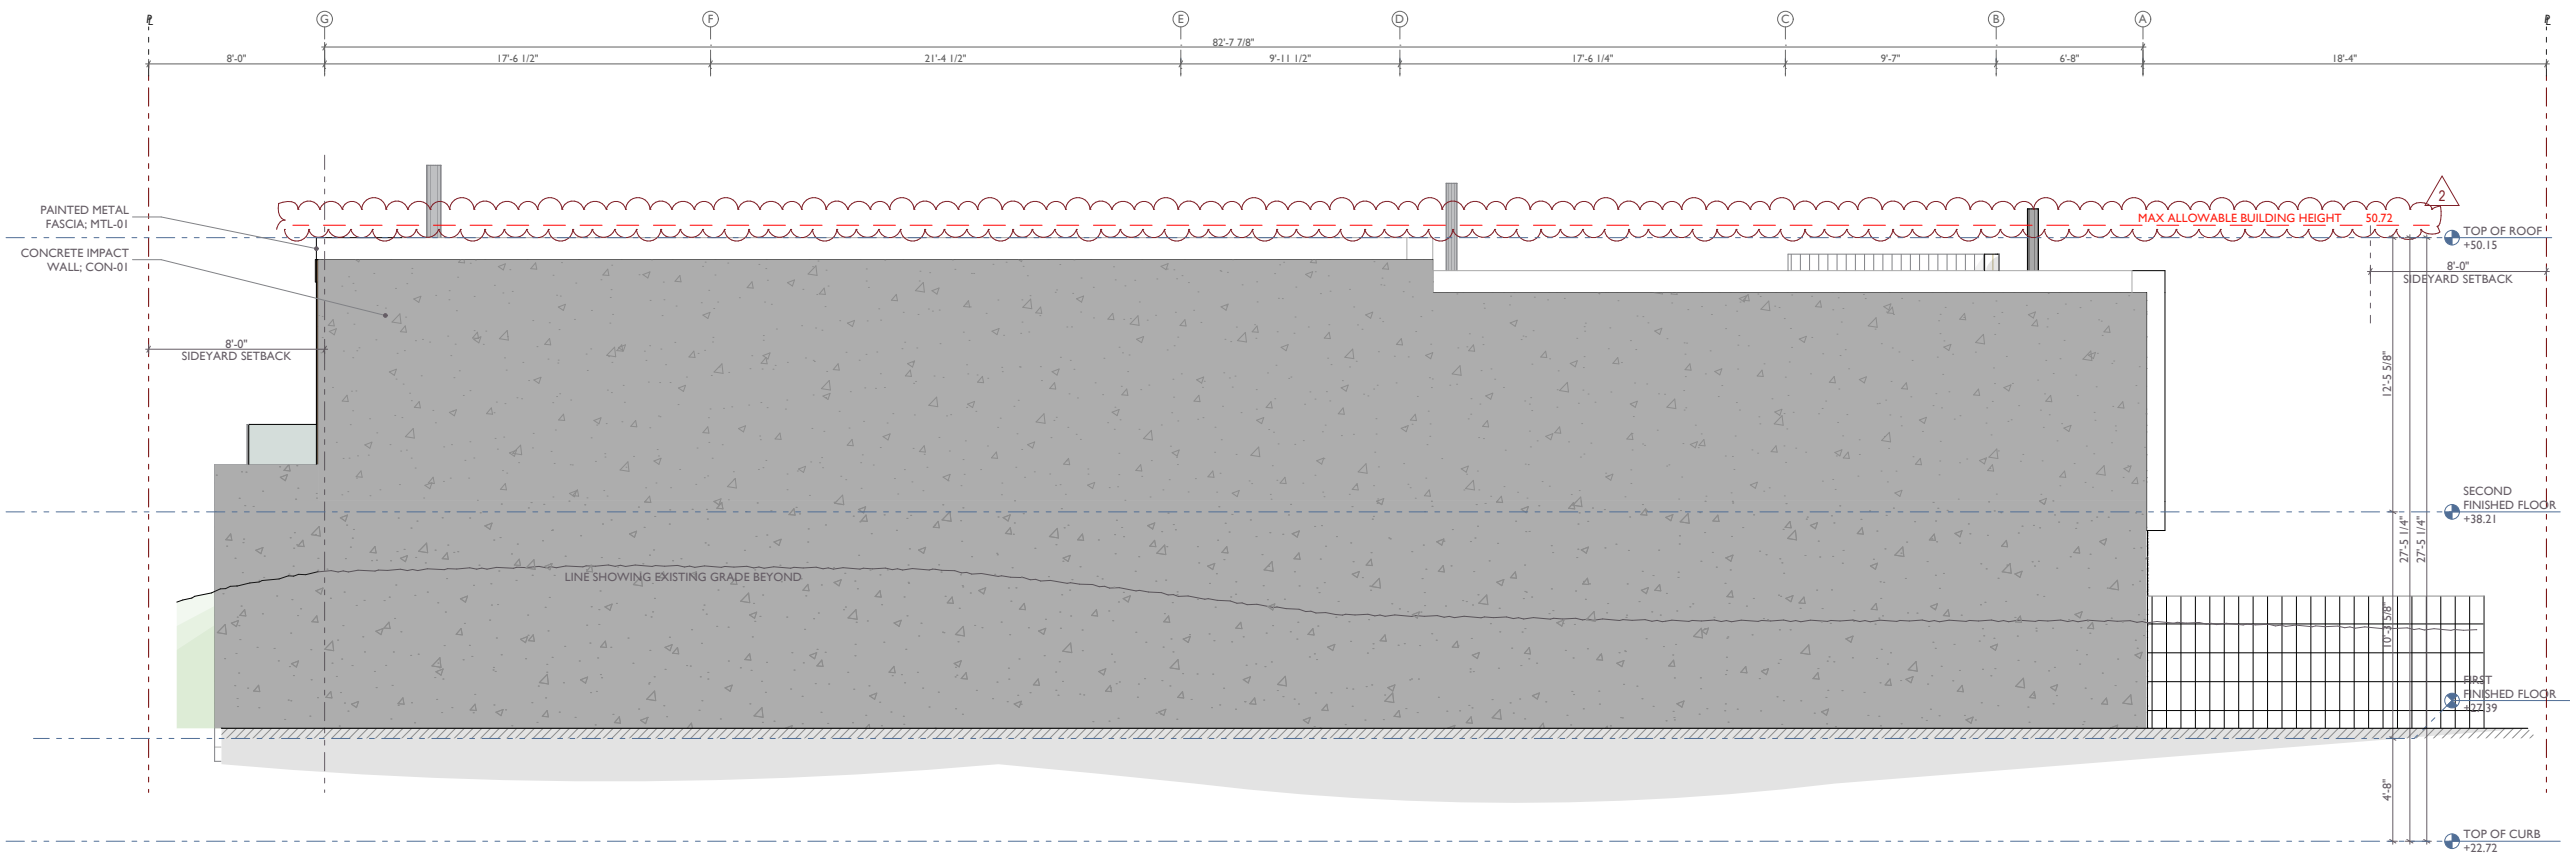 PL G F E D C B A PL
82'-7 7/8"
8'-0" 17'-6 1/2" 21'-4 1/2" 9'-11 1/2" 17'-6 1/4" 9'-7" 6'-8" 18'-4"
PAINTED METAL
FASCIA; MTL-01
CONCRETE IMPACT
WALL; CON-01
2
MAX ALLOWABLE BUILDING HEIGHT 50.72
TOP OF ROOF
+50.15
8'-0"
SIDEYARD SETBACK
8'-0"
SIDEYARD SETBACK
12'-5 5/8"
SECOND
FINISHED FLOOR
+38.21
27'-5 1/4"
27'-5 1/4"
LINE SHOWING EXISTING GRADE BEYOND
10'-3 5/8"
FIRST
FINISHED FLOOR
+27.39
4'-8"
TOP OF CURB
+22.72